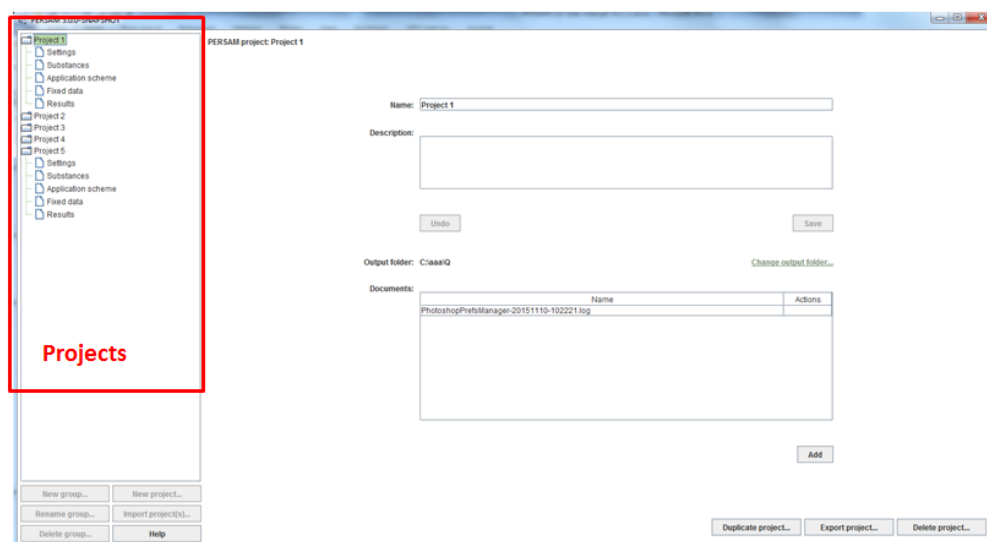 PERSAM 3.0.0-SNAPSHOT
Project 1
Settings
Substances
Application scheme
Fixed data
Results
Project 2
Project 3
Project 4
Project 5
Settings
Substances
Application scheme
Fixed data
Results
Projects
New group... New project...
Rename group... Import project(s)...
Delete group... Help
PERSAM project: Project 1
Name: Project 1
Description:
Undo Save
Output folder: C:\aaa\Q Change output folder...
Documents:
Name Actions
PhotoshopPrefsManager-20151110-102221.log
Add
Duplicate project... Export project... Delete project...